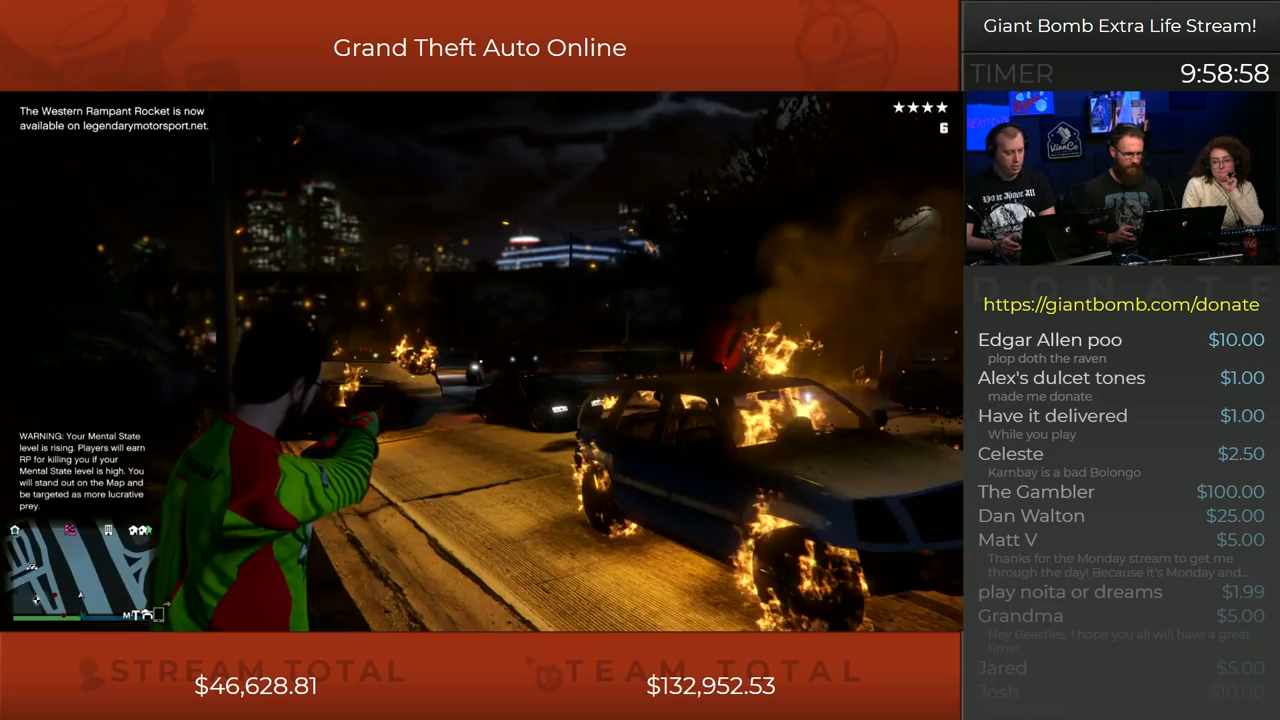 Grand Theft Auto Online
Giant Bomb Extra Life Stream!
TIMER
9:58:58
The Western Rampant Rocket is now
available on legendarymotorsport.net.
6
WARNING: Your Mental State
level is rising. Players will earn
RP for killing you if your
Mental State level is high. You
will stand out on the Map and
be targeted as more lucrative
prey.
DONATE
https://giantbomb.com/donate
Edgar Allen poo $10.00
plop doth the raven
Alex's dulcet tones $1.00
made me donate
Have it delivered $1.00
While you play
Celeste $2.50
Kambay is a bad Bolongo
The Gambler $100.00
Dan Walton $25.00
Matt V $5.00
Thanks for the Monday stream to get me
through the day! Because it's Monday and...
play noita or dreams $1.99
Grandma $5.00
Hey Beasties, I hope you all will have a great
time!
Jared $5.00
Josh $10.00
STREAM TOTAL
$46,628.81
TEAM TOTAL
$132,952.53